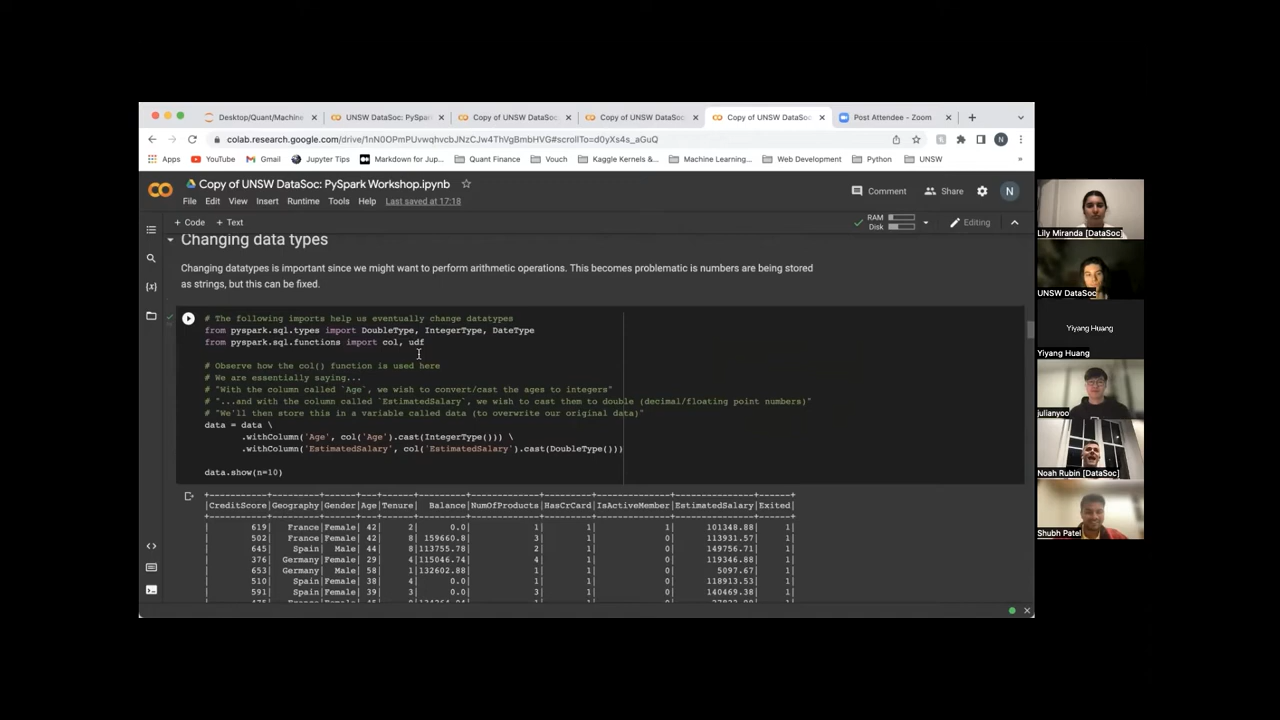 Desktop/Quant/Machine
UNSW DataSoc: PySpar
Copy of UNSW DataSoc:
Copy of UNSW DataSoc
Copy of UNSW DataSoc
Post Attendee - Zoom
colab.research.google.com/drive/1nN0OPmPUvwqhvcbJNzCJw4ThVgBmbHVG#scrollTo=d0yXs4s_aGuQ
Apps YouTube Gmail Jupyter Tips Markdown for Jup... Quant Finance Vouch Kaggle Kernels &... Machine Learning... Web Development Python UNSW
Copy of UNSW DataSoc: PySpark Workshop.ipynb
Comment Share N
File Edit View Insert Runtime Tools Help Last saved at 17:18
+ Code + Text RAM Disk Editing
Changing data types
Changing datatypes is important since we might want to perform arithmetic operations. This becomes problematic is numbers are being stored
as strings, but this can be fixed.
# The following imports help us eventually change datatypes
from pyspark.sql.types import DoubleType, IntegerType, DateType
from pyspark.sql.functions import col, udf
# Observe how the col() function is used here
# We are essentially saying...
# "With the column called `Age`, we wish to convert/cast the ages to integers"
# "...and with the column called `EstimatedSalary`, we wish to cast them to double (decimal/floating point numbers)"
# "We'll then store this in a variable called data (to overwrite our original data)"
data = data \
.withColumn('Age', col('Age').cast(IntegerType())) \
.withColumn('EstimatedSalary', col('EstimatedSalary').cast(DoubleType()))
data.show(n=10)
|CreditScore|Geography|Gender|Age|Tenure| Balance|NumOfProducts|HasCrCard|IsActiveMember|EstimatedSalary|Exited|
| 619| France|Female| 42| 2| 0.0| 1| 1| 1| 101348.88| 1|
| 502| France|Female| 42| 8| 159660.8| 3| 1| 0| 113931.57| 1|
| 645| Spain| Male| 44| 8|113755.78| 2| 1| 0| 149756.71| 1|
| 376| Germany|Female| 29| 4|115046.74| 4| 1| 0| 119346.88| 1|
| 653| Germany| Male| 58| 1|132602.88| 1| 1| 0| 5097.67| 1|
| 510| Spain|Female| 38| 4| 0.0| 1| 1| 0| 118913.53| 1|
| 591| Spain|Female| 39| 3| 0.0| 3| 1| 0| 140469.38| 1|
Lily Miranda [DataSoc]
UNSW DataSoc
Yiyang Huang
Yiyang Huang
julianyoo
Noah Rubin [DataSoc]
Shubh Patel